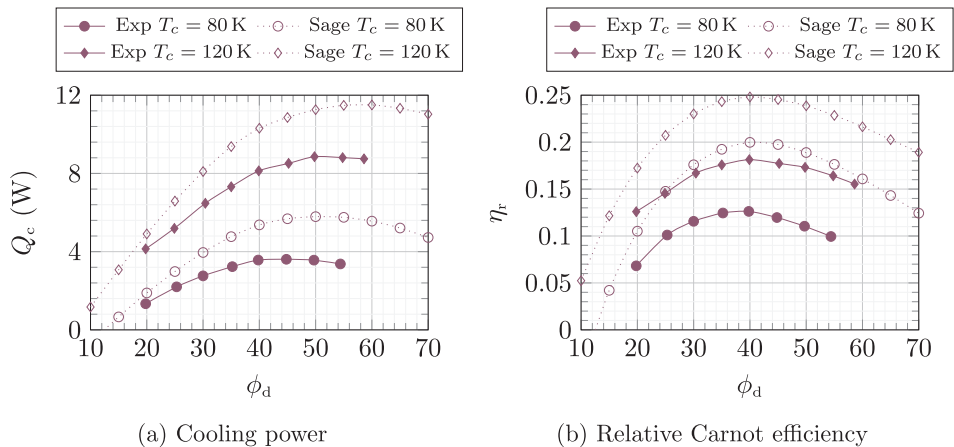 Exp T_c = 80 K Sage T_c = 80 K
Exp T_c = 120 K Sage T_c = 120 K
12
8
4
0
10 20 30 40 50 60 70
Q_c (W)
ϕ_d
(a) Cooling power
Exp T_c = 80 K Sage T_c = 80 K
Exp T_c = 120 K Sage T_c = 120 K
0.25
0.2
0.15
0.1
0.05
0
10 20 30 40 50 60 70
η_r
ϕ_d
(b) Relative Carnot efficiency